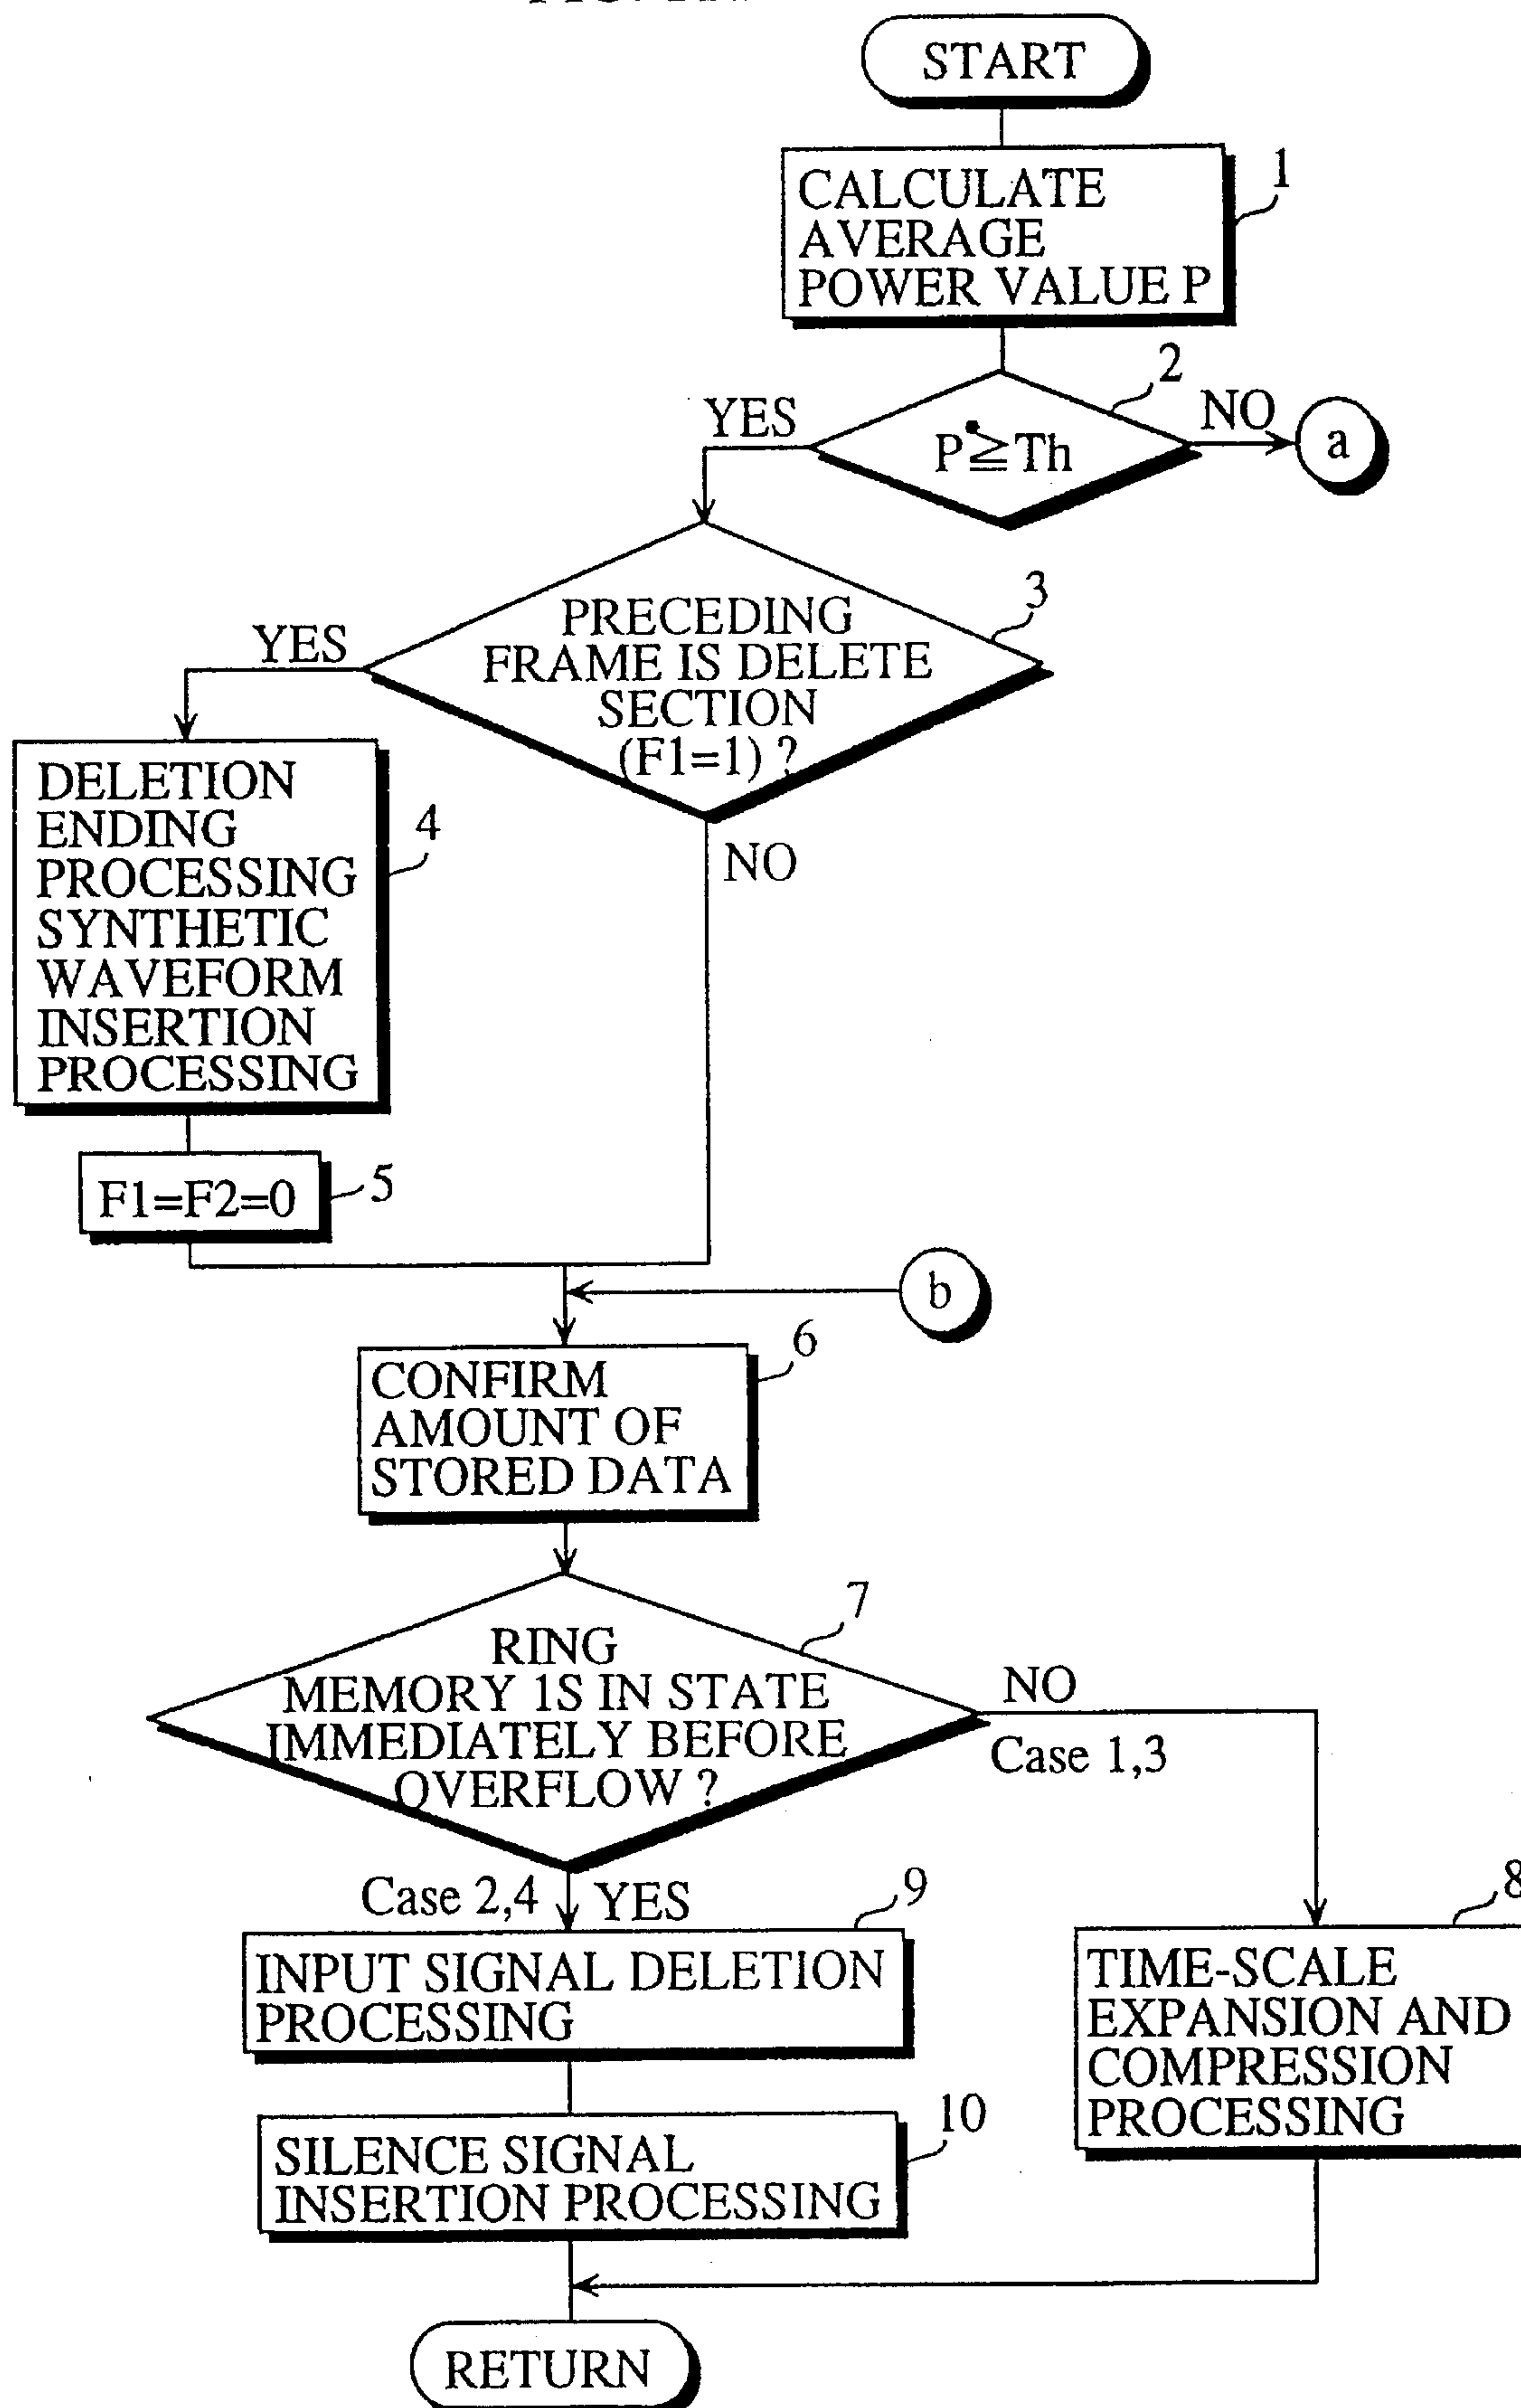 START
CALCULATE
AVERAGE
POWER VALUE P
1
2
P≧Th
YES
NO
a
3
PRECEDING
FRAME IS DELETE
SECTION
(F1=1) ?
YES
NO
4
DELETION
ENDING
PROCESSING
SYNTHETIC
WAVEFORM
INSERTION
PROCESSING
F1=F2=0
5
b
6
CONFIRM
AMOUNT OF
STORED DATA
7
RING
MEMORY 1S IN STATE
IMMEDIATELY BEFORE
OVERFLOW ?
NO
Case 1,3
Case 2,4
YES
9
INPUT SIGNAL DELETION
PROCESSING
8
TIME-SCALE
EXPANSION AND
COMPRESSION
PROCESSING
10
SILENCE SIGNAL
INSERTION PROCESSING
RETURN